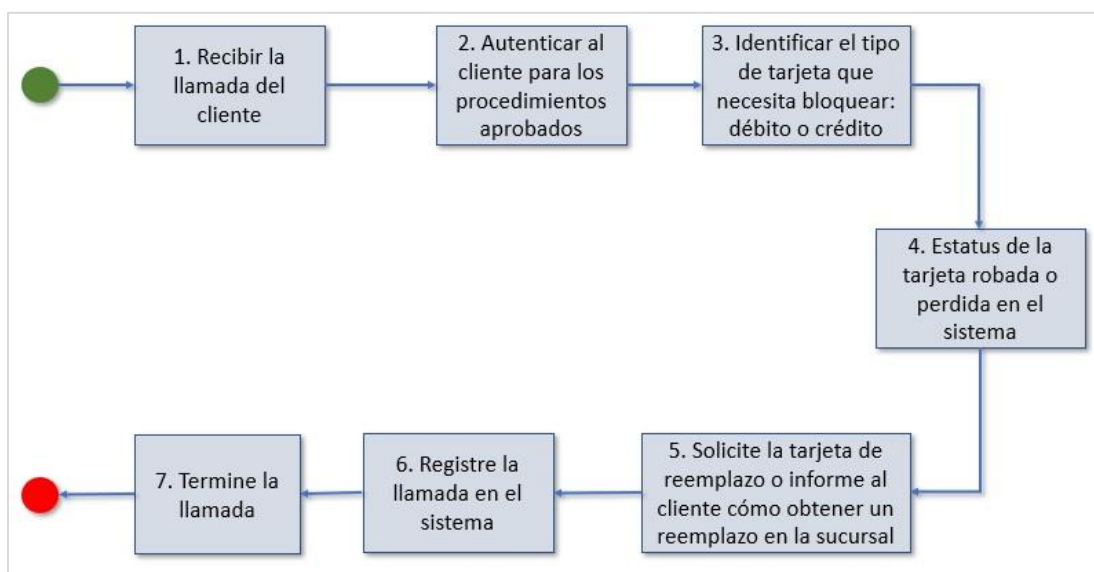 1. Recibir la
llamada del
cliente
2. Autenticar al
cliente para los
procedimientos
aprobados
3. Identificar el tipo
de tarjeta que
necesita bloquear:
débito o crédito
4. Estatus de la
tarjeta robada o
perdida en el
sistema
5. Solicite la tarjeta de
reemplazo o informe al
cliente cómo obtener un
reemplazo en la sucursal
6. Registre la
llamada en el
sistema
7. Termine la
llamada